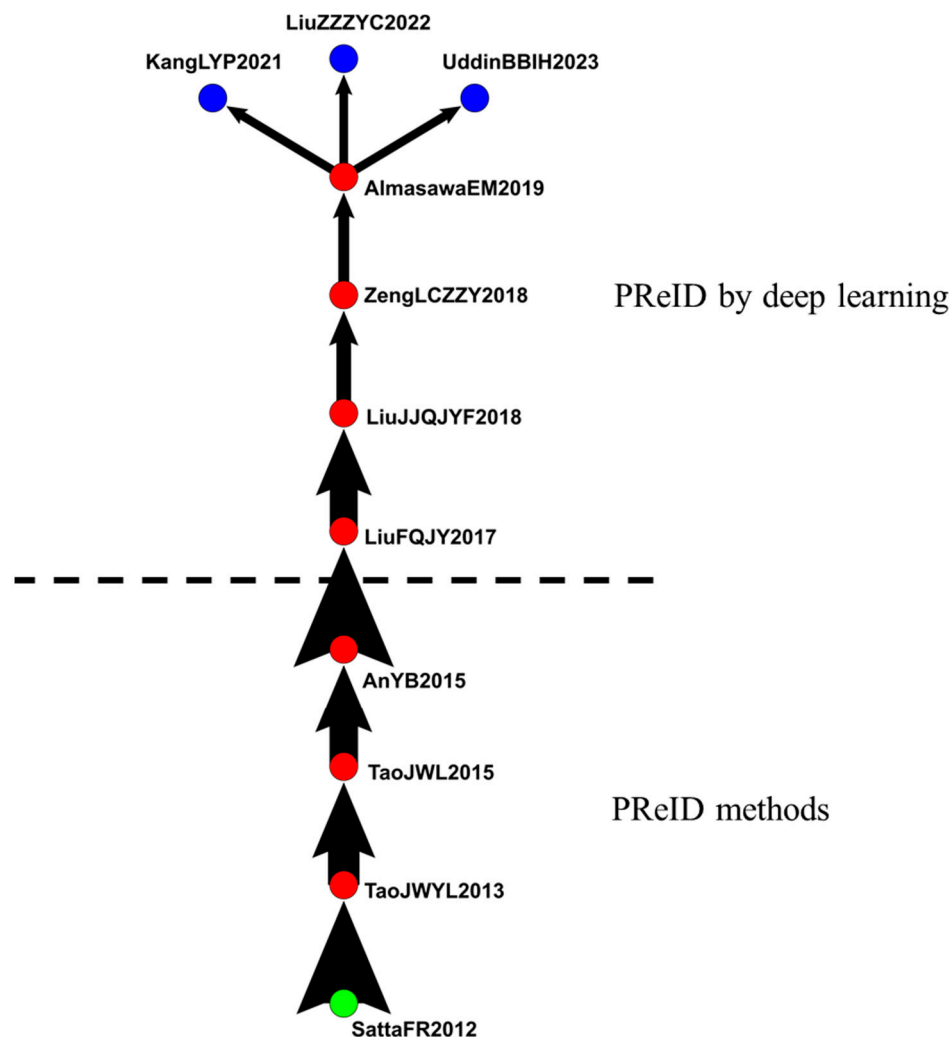 LiuZZZYC2022
KangLYP2021
UddinBBIH2023
AlmasawaEM2019
ZengLCZZY2018
PReID by deep learning
LiuJJQJYF2018
LiuFQJY2017
AnYB2015
TaoJWL2015
PReID methods
TaoJWYL2013
SattaFR2012